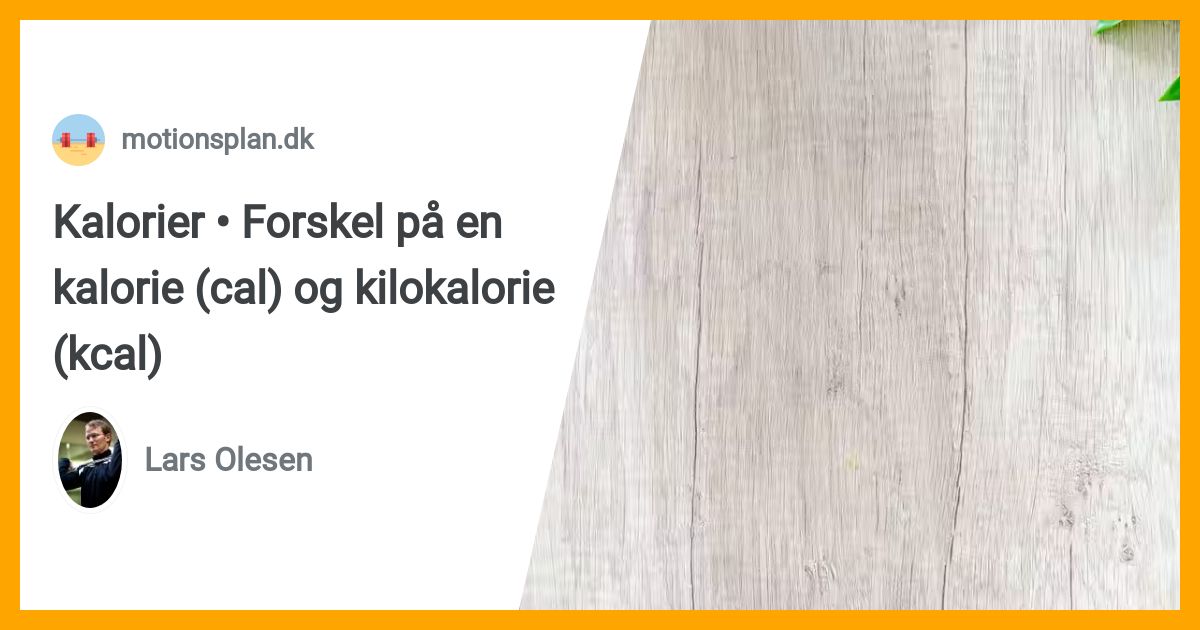 motionsplan.dk
Kalorier • Forskel på en
kalorie (cal) og kilokalorie
(kcal)
Lars Olesen